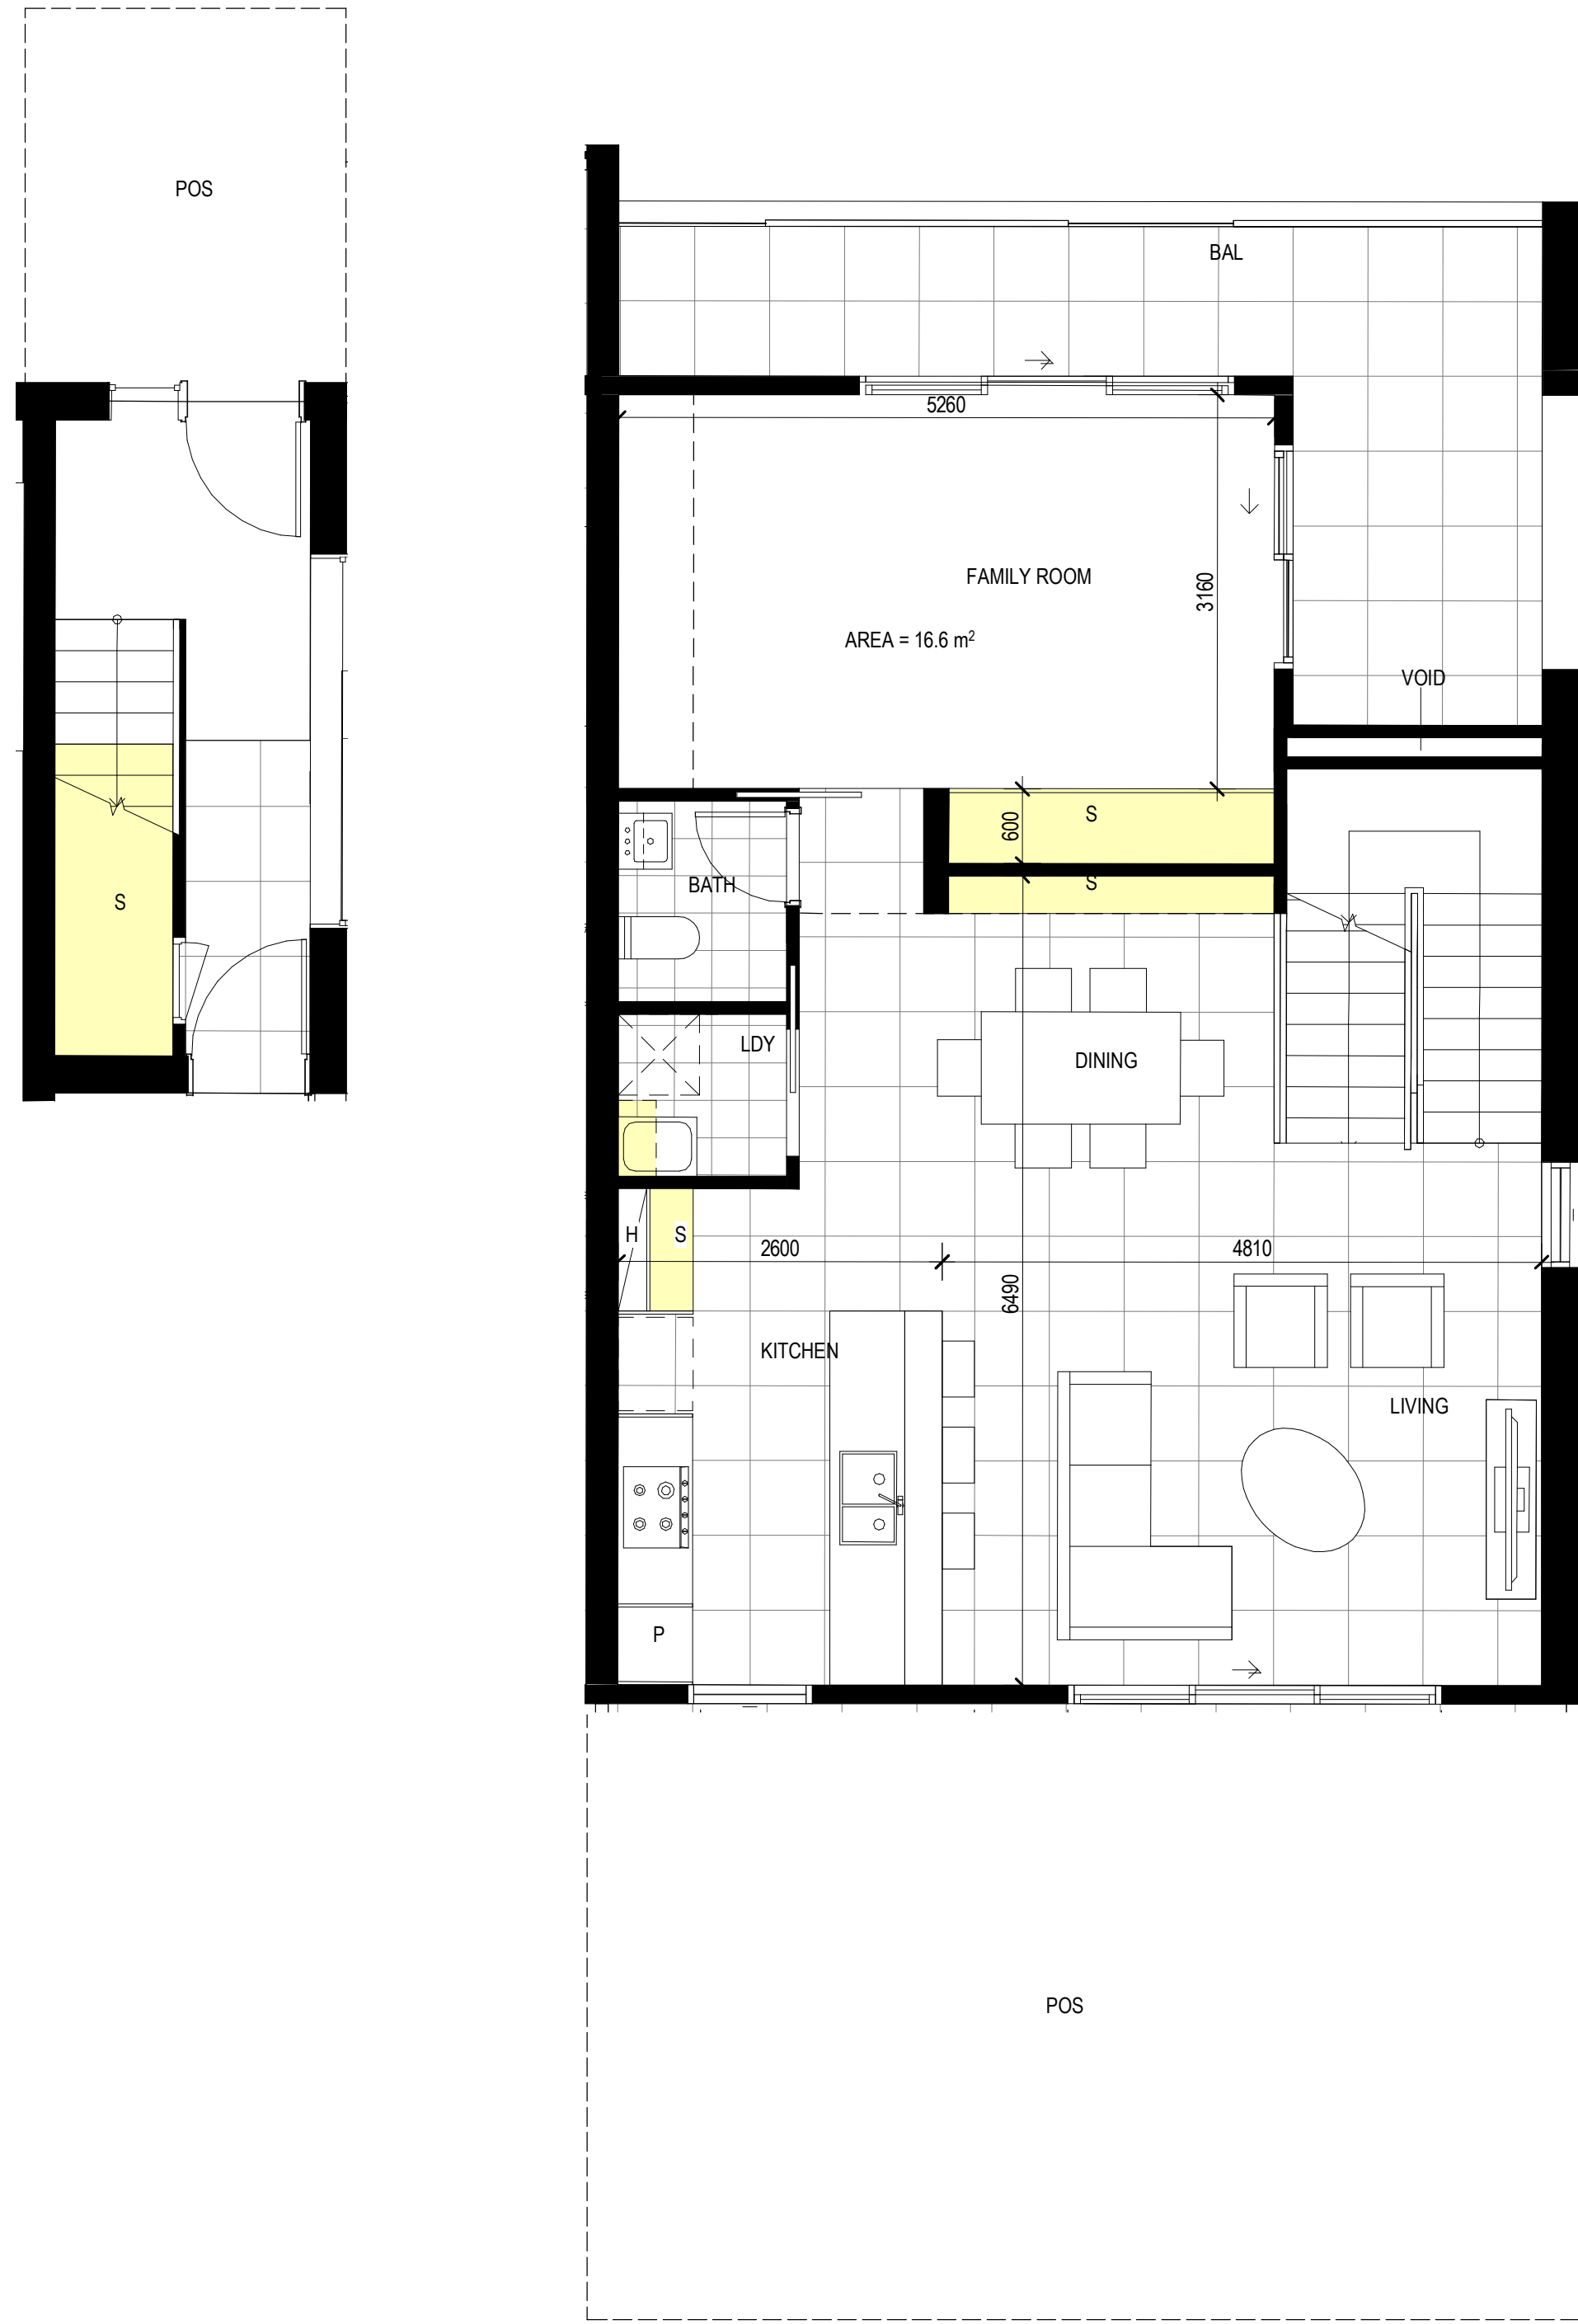 POS
BAL
5260
FAMILY ROOM
3160
AREA = 16.6 m²
VOID
S
600
BATH
S
S
LDY
DINING
H
S
2600
4810
6490
KITCHEN
LIVING
P
POS